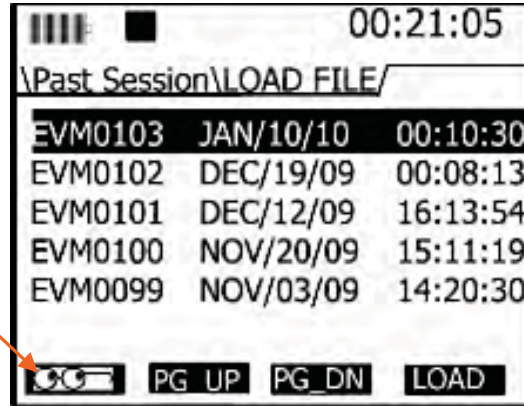 00:21:05
\Past Session\LOAD FILE/
EVM0103 JAN/10/10 00:10:30
EVM0102 DEC/19/09 00:08:13
EVM0101 DEC/12/09 16:13:54
EVM0100 NOV/20/09 15:11:19
EVM0099 NOV/03/09 14:20:30
PG UP PG_DN LOAD